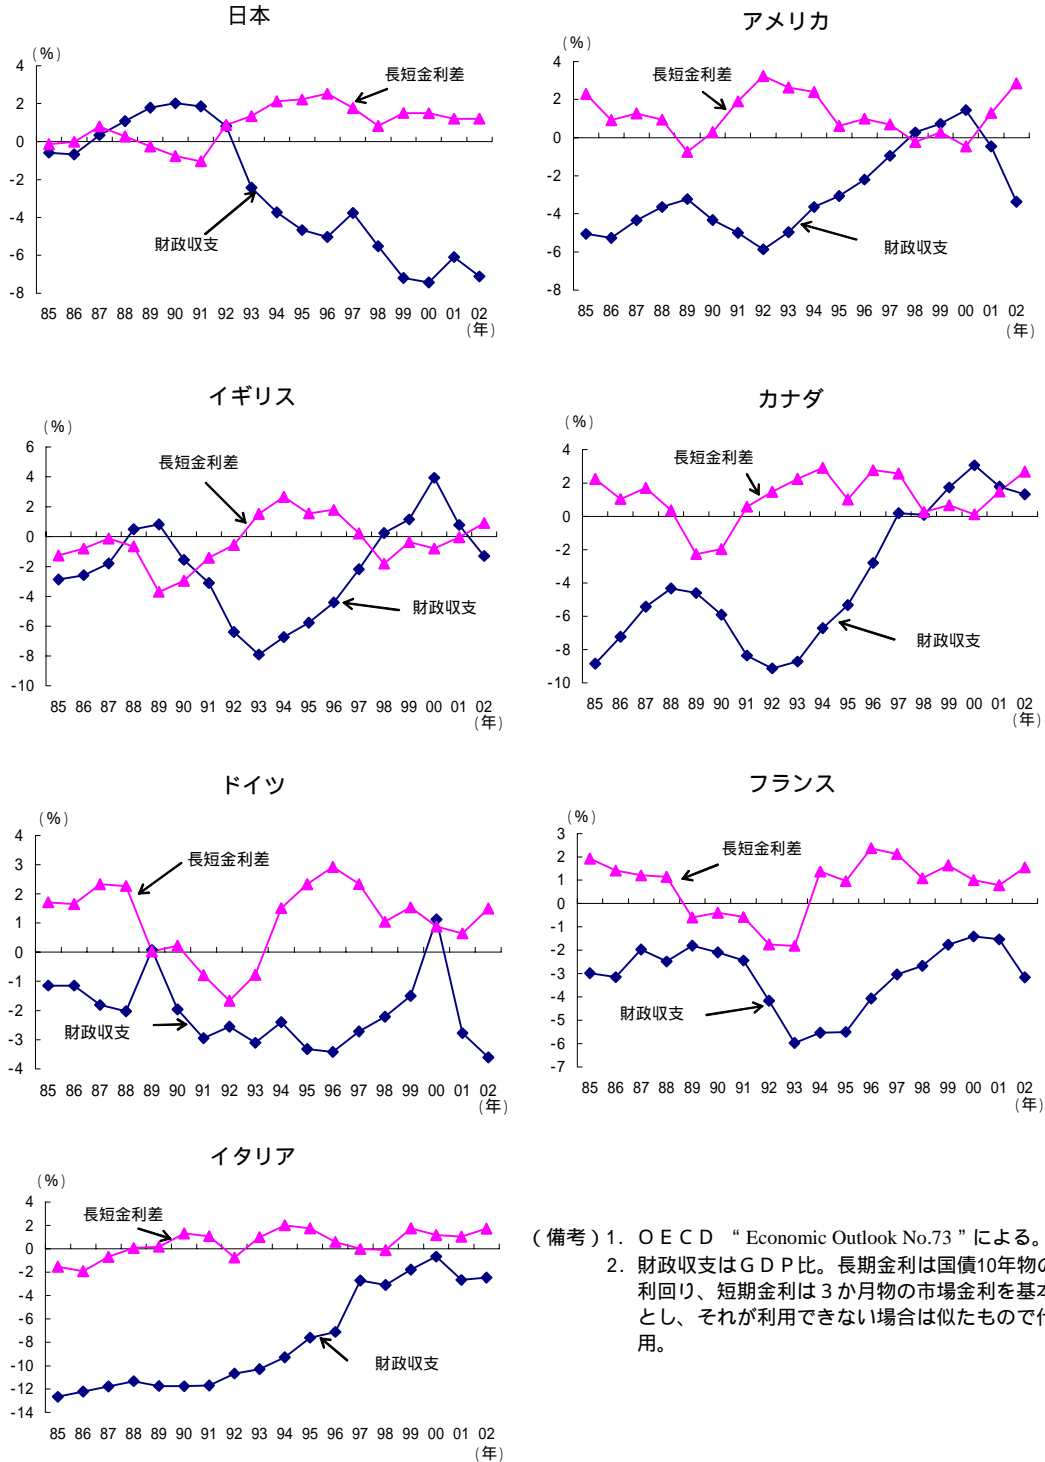 日本
(%)
4
2
0
-2
-4
-6
-8
長短金利差
財政収支
85 86 87 88 89 90 91 92 93 94 95 96 97 98 99 00 01 02
(年)
アメリカ
(%)
4
2
0
-2
-4
-6
-8
長短金利差
財政収支
85 86 87 88 89 90 91 92 93 94 95 96 97 98 99 00 01 02
(年)
イギリス
(%)
6
4
2
0
-2
-4
-6
-8
-10
長短金利差
財政収支
85 86 87 88 89 90 91 92 93 94 95 96 97 98 99 00 01 02
(年)
カナダ
(%)
4
2
0
-2
-4
-6
-8
-10
長短金利差
財政収支
85 86 87 88 89 90 91 92 93 94 95 96 97 98 99 00 01 02
(年)
ドイツ
(%)
4
3
2
1
0
-1
-2
-3
-4
長短金利差
財政収支
85 86 87 88 89 90 91 92 93 94 95 96 97 98 99 00 01 02
(年)
フランス
(%)
3
2
1
0
-1
-2
-3
-4
-5
-6
-7
長短金利差
財政収支
85 86 87 88 89 90 91 92 93 94 95 96 97 98 99 00 01 02
(年)
イタリア
(%)
4
2
0
-2
-4
-6
-8
-10
-12
-14
長短金利差
財政収支
85 86 87 88 89 90 91 92 93 94 95 96 97 98 99 00 01 02
(年)
(備考)1. OECD “Economic Outlook No.73”による。
2. 財政収支はGDP比。長期金利は国債10年物の
利回り、短期金利は3か月物の市場金利を基本
とし、それが利用できない場合は似たもので代
用。